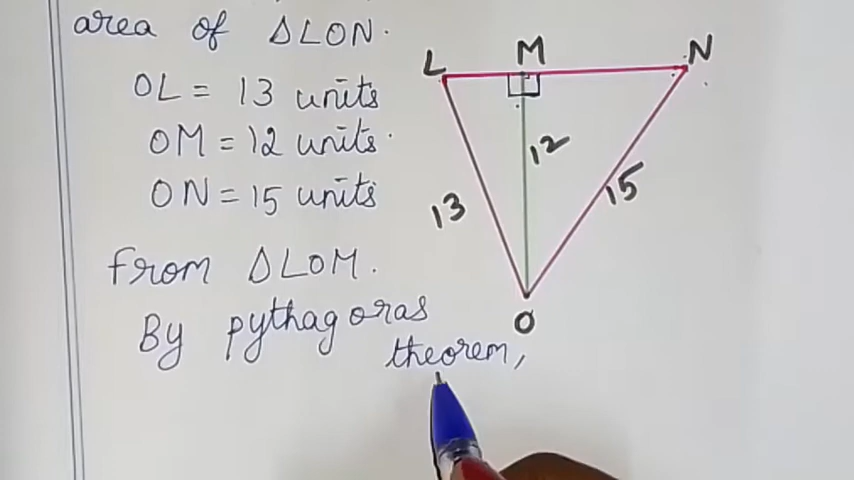 area of ΔLON.
OL = 13 units
OM = 12 units.
ON = 15 units
from ΔLOM.
By pythagoras
theorem,
L M N
12
13
15
O